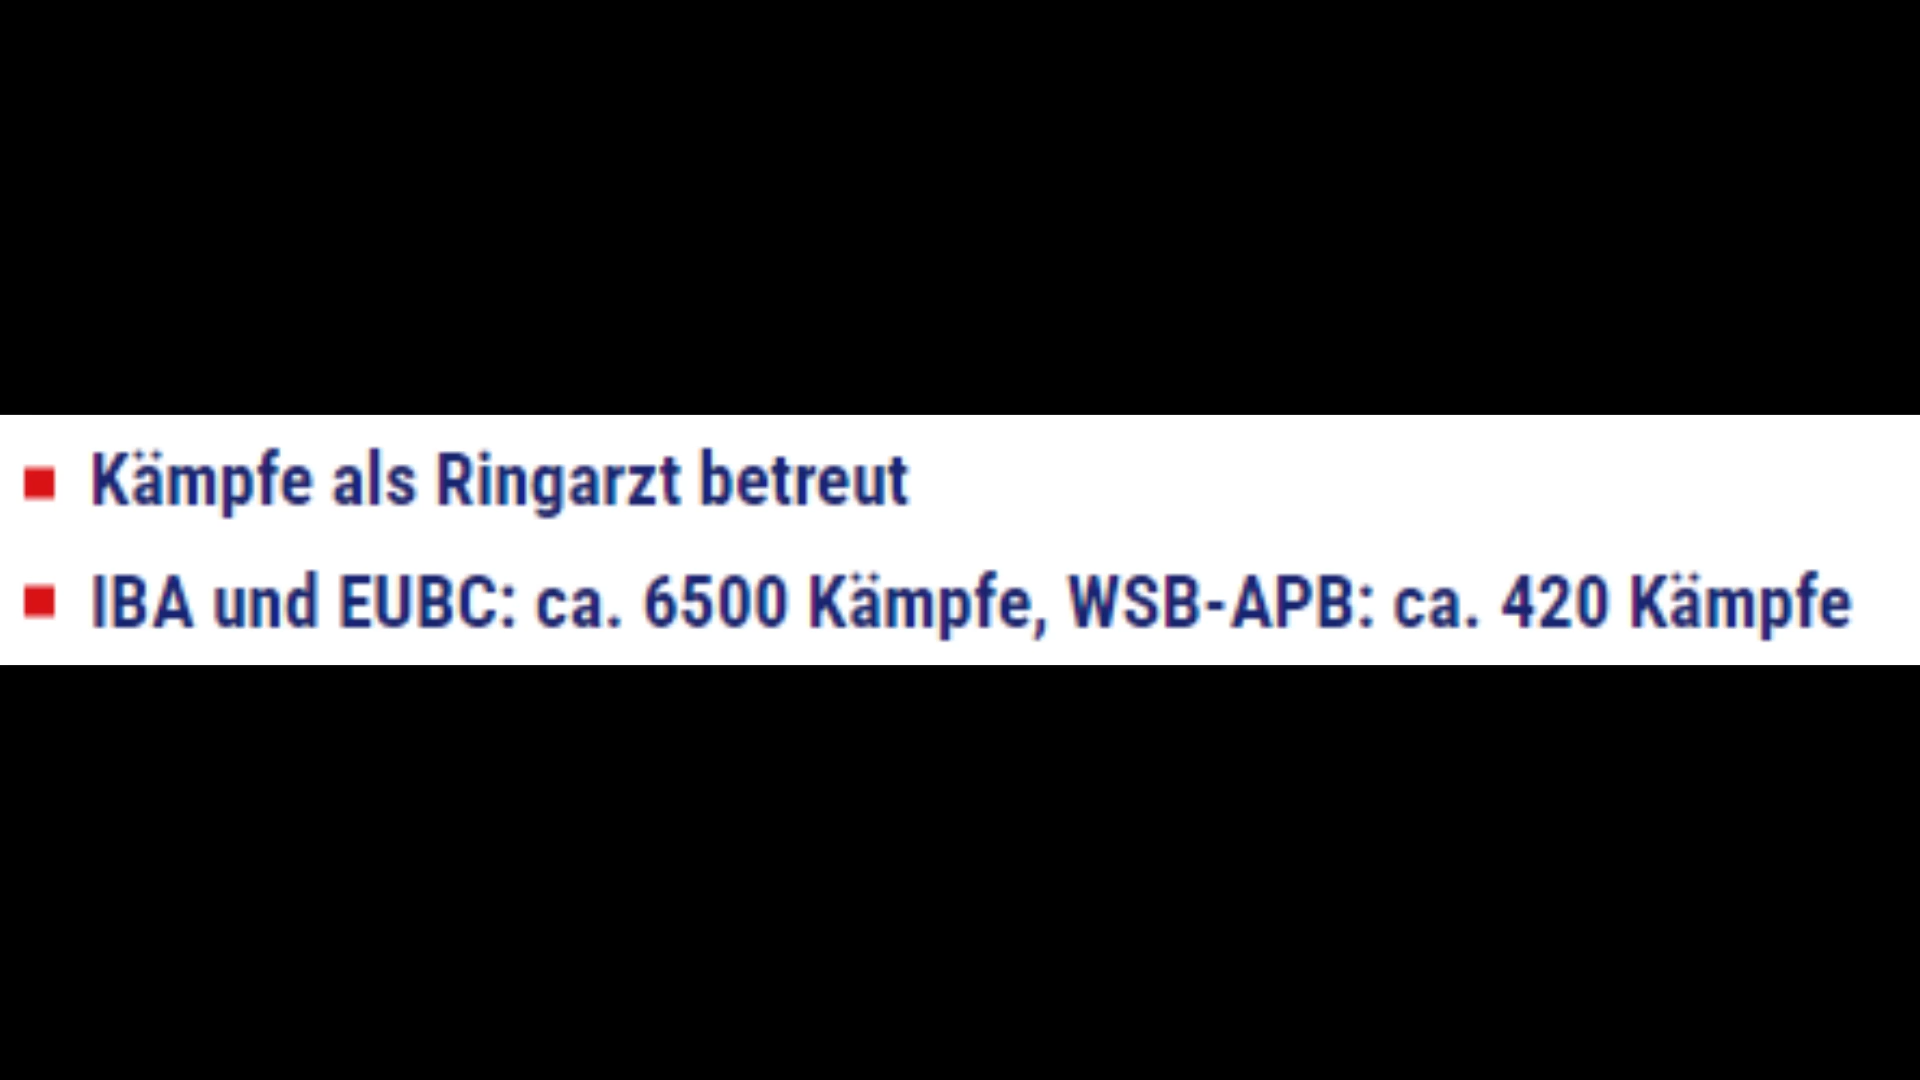 Kämpfe als Ringarzt betreut
IBA und EUBC: ca. 6500 Kämpfe, WSB-APB: ca. 420 Kämpfe